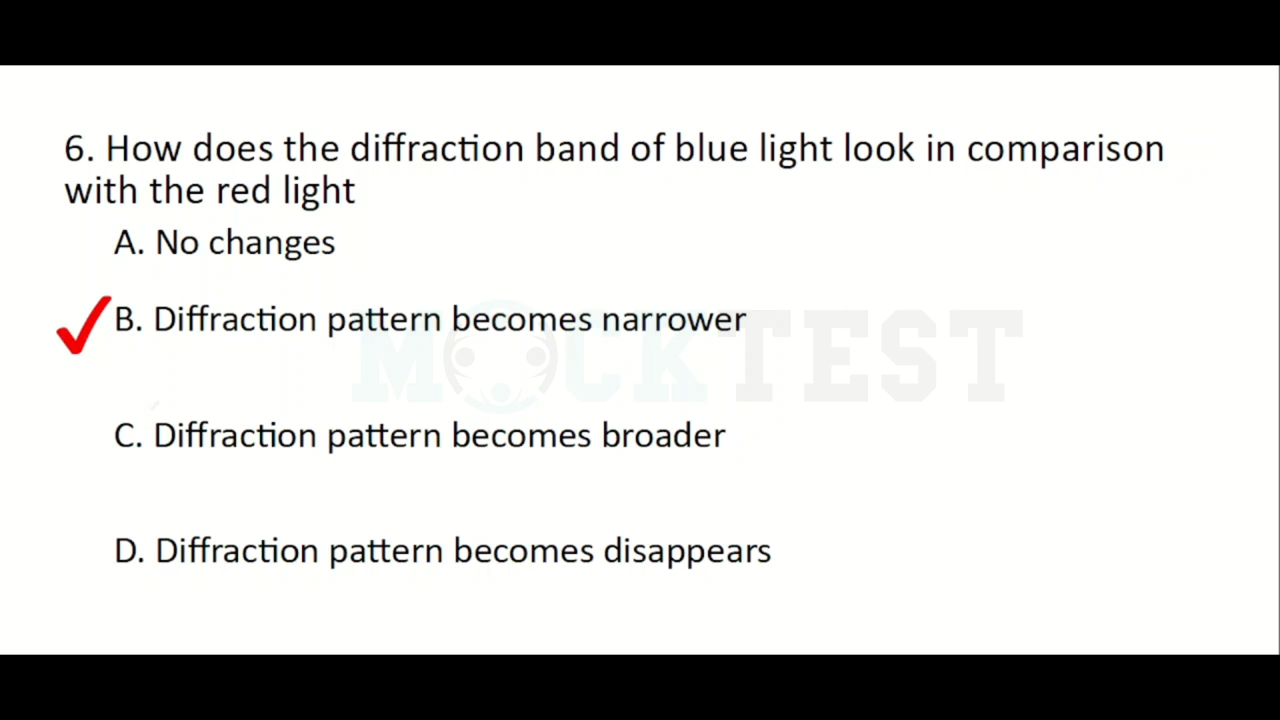 6. How does the diffraction band of blue light look in comparison
with the red light
A. No changes
B. Diffraction pattern becomes narrower
MOCKTEST
C. Diffraction pattern becomes broader
D. Diffraction pattern becomes disappears